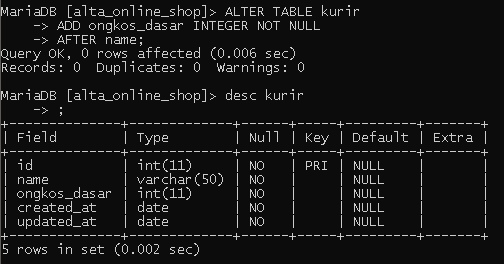 MariaDB [alta_online_shop]> ALTER TABLE kurir
    -> ADD ongkos_dasar INTEGER NOT NULL
    -> AFTER name;
Query OK, 0 rows affected (0.006 sec)
Records: 0  Duplicates: 0  Warnings: 0

MariaDB [alta_online_shop]> desc kurir
    -> ;
+--------------+-------------+------+-----+---------+-------+
| Field        | Type        | Null | Key | Default | Extra |
+--------------+-------------+------+-----+---------+-------+
| id           | int(11)     | NO   | PRI | NULL    |       |
| name         | varchar(50) | NO   |     | NULL    |       |
| ongkos_dasar | int(11)     | NO   |     | NULL    |       |
| created_at   | date        | NO   |     | NULL    |       |
| updated_at   | date        | NO   |     | NULL    |       |
+--------------+-------------+------+-----+---------+-------+
5 rows in set (0.002 sec)